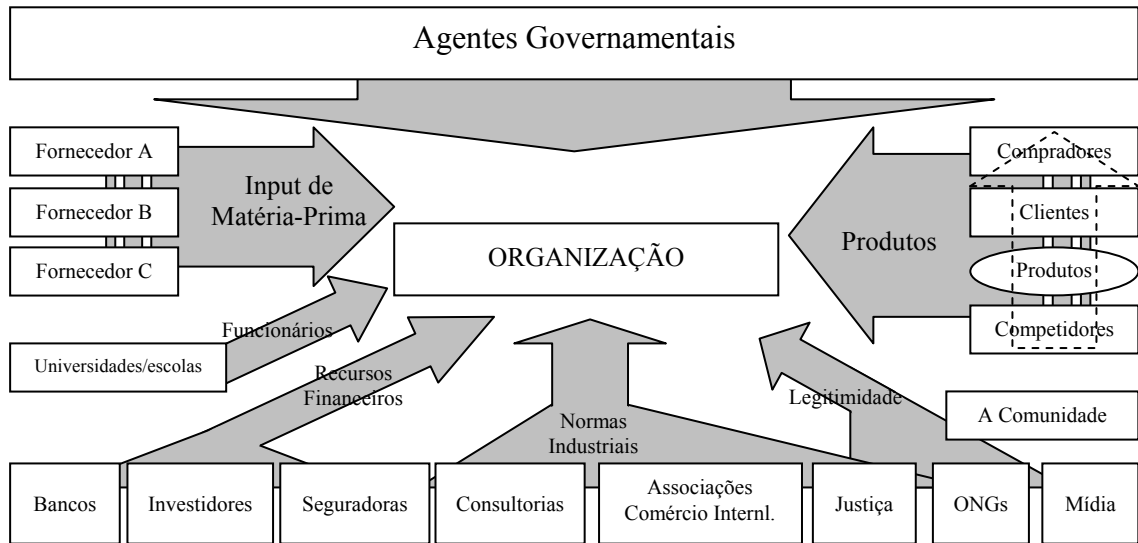 Agentes Governamentais
Fornecedor A
Fornecedor B
Fornecedor C
Input de
Matéria-Prima
ORGANIZAÇÃO
Produtos
Compradores
Clientes
Produtos
Competidores
Funcionários
Universidades/escolas
Recursos
Financeiros
Normas
Industriais
Legitimidade
A Comunidade
Bancos
Investidores
Seguradoras
Consultorias
Associações
Comércio Internl.
Justiça
ONGs
Mídia